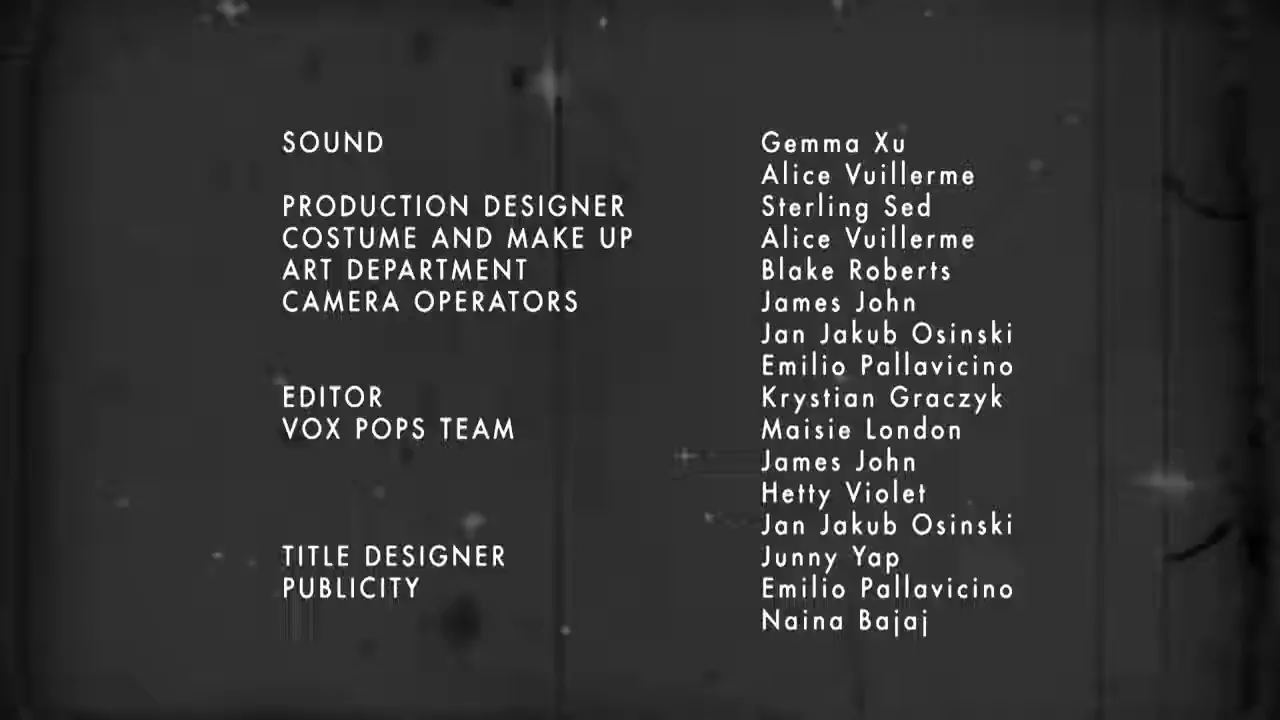 SOUND Gemma Xu
Alice Vuillerme
PRODUCTION DESIGNER Sterling Sed
COSTUME AND MAKE UP Alice Vuillerme
ART DEPARTMENT Blake Roberts
CAMERA OPERATORS James John
Jan Jakub Osinski
Emilio Pallavicino
EDITOR Krystian Graczyk
VOX POPS TEAM Maisie London
James John
Hetty Violet
Jan Jakub Osinski
TITLE DESIGNER Junny Yap
PUBLICITY Emilio Pallavicino
Naina Bajaj